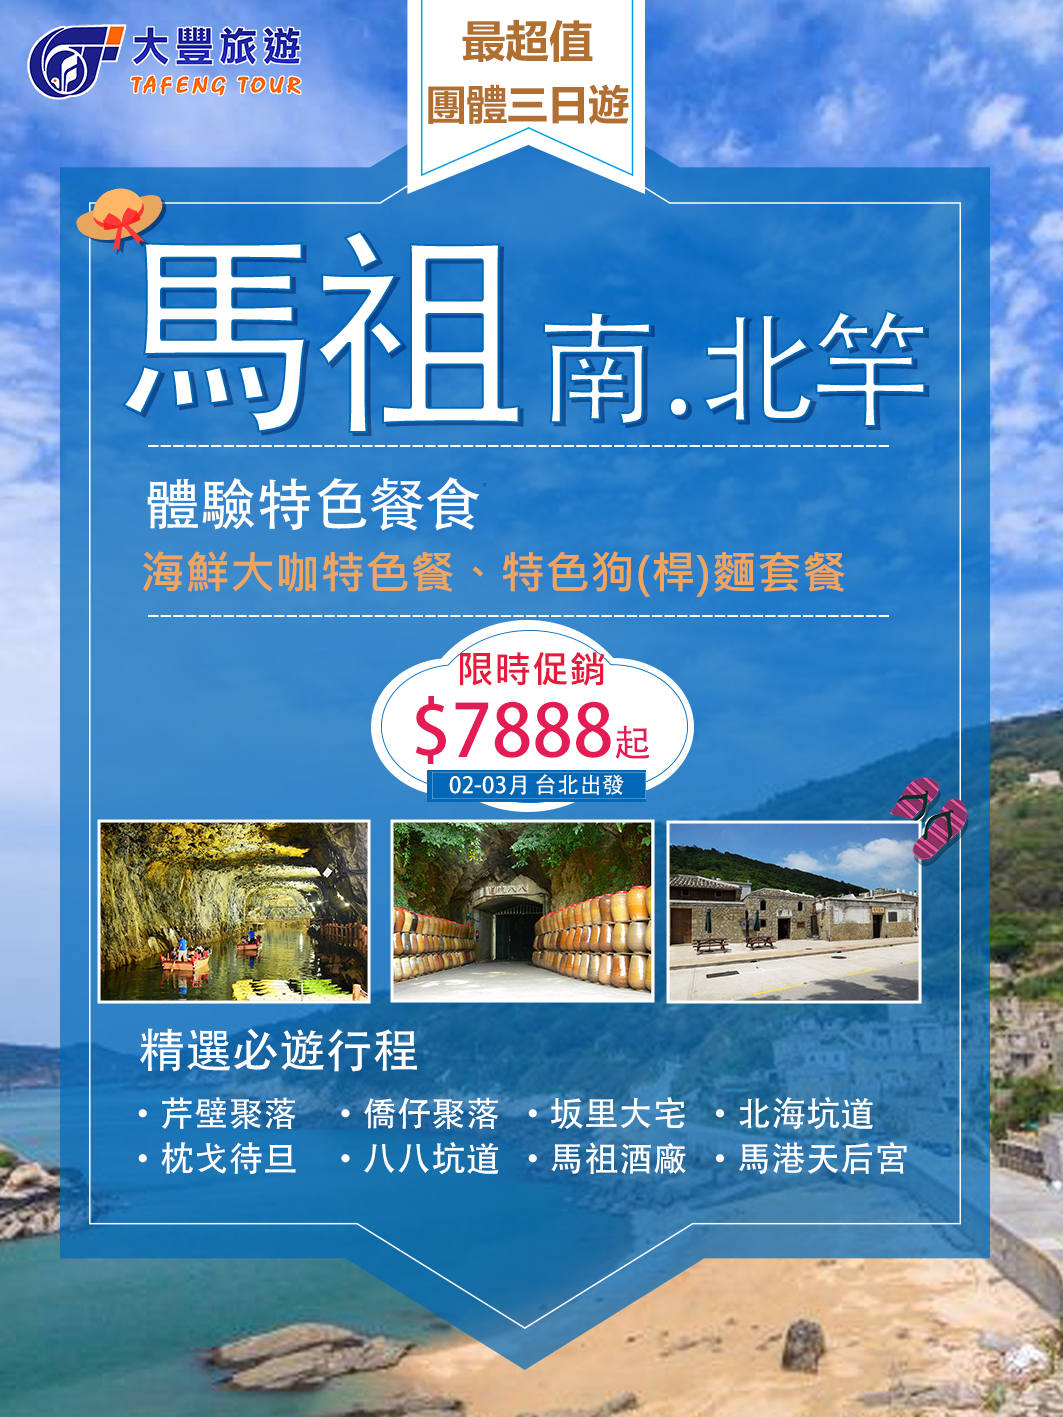 大豐旅遊
TAFENG TOUR
最超值
團體三日遊
馬祖 南.北竿
體驗特色餐食
海鮮大咖特色餐、特色狗(桿)麵套餐
限時促銷
$7888起
02-03月 台北出發
精選必遊行程
• 芹壁聚落 • 僑仔聚落 • 坂里大宅 • 北海坑道
• 枕戈待旦 • 八八坑道 • 馬祖酒廠 • 馬港天后宮